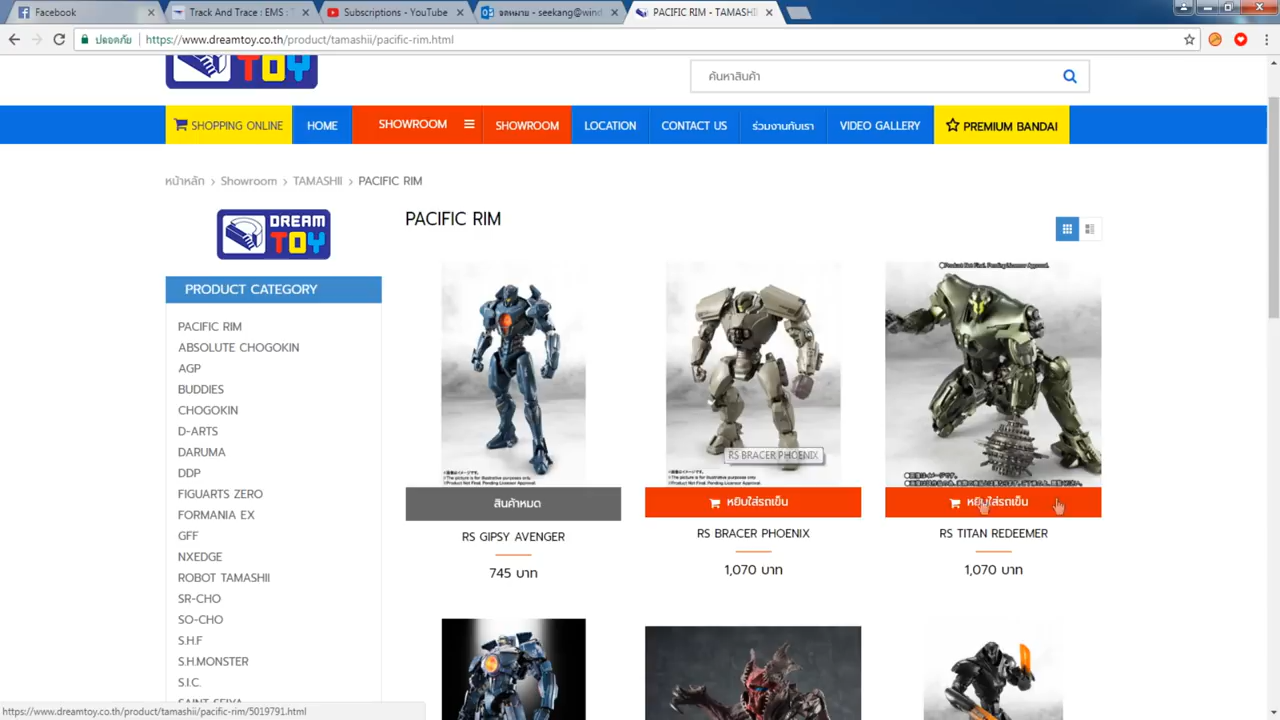 Facebook
Track And Trace : EMS : T
Subscriptions - YouTube
จดหมาย - seekang@wind
PACIFIC RIM - TAMASHI
ปลอดภัย
https://www.dreamtoy.co.th/product/tamashii/pacific-rim.html
TOY
ค้นหาสินค้า
SHOPPING ONLINE
HOME
SHOWROOM
SHOWROOM
LOCATION
CONTACT US
ร่วมงานกับเรา
VIDEO GALLERY
PREMIUM BANDAI
หน้าหลัก > Showroom > TAMASHII > PACIFIC RIM
DREAM
TOY
PACIFIC RIM
PRODUCT CATEGORY
PACIFIC RIM
ABSOLUTE CHOGOKIN
AGP
BUDDIES
CHOGOKIN
D-ARTS
DARUMA
DDP
FIGUARTS ZERO
FORMANIA EX
GFF
NXEDGE
ROBOT TAMASHII
SR-CHO
SO-CHO
S.H.F
S.H.MONSTER
S.I.C.
SAINT SEIYA
RS BRACER PHOENIX
สินค้าหมด
หยิบใส่รถเข็น
หยิบใส่รถเข็น
RS GIPSY AVENGER
RS BRACER PHOENIX
RS TITAN REDEEMER
745 บาท
1,070 บาท
1,070 บาท
https://www.dreamtoy.co.th/product/tamashii/pacific-rim/5019791.html